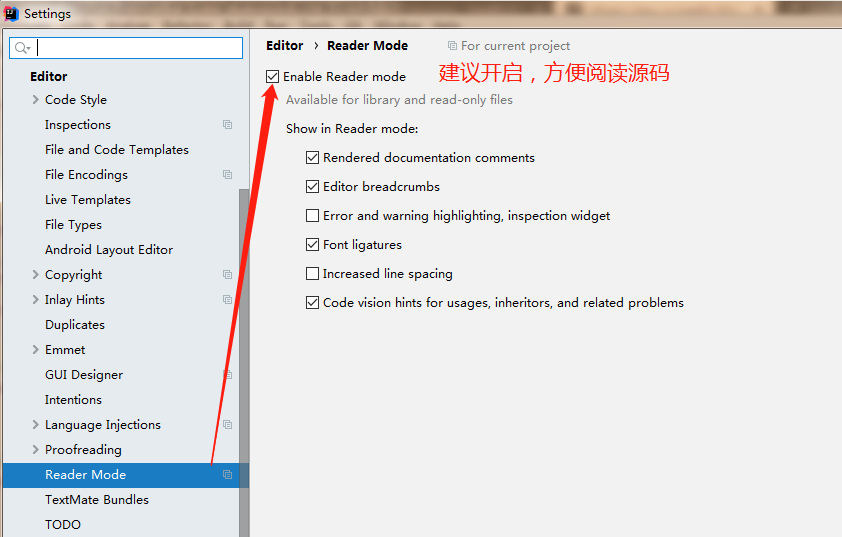 Settings
Editor
Code Style
Inspections
File and Code Templates
File Encodings
Live Templates
File Types
Android Layout Editor
Copyright
Inlay Hints
Duplicates
Emmet
GUI Designer
Intentions
Language Injections
Proofreading
Reader Mode
TextMate Bundles
TODO
Editor › Reader Mode For current project
Enable Reader mode 建议开启，方便阅读源码
Available for library and read-only files
Show in Reader mode:
Rendered documentation comments
Editor breadcrumbs
Error and warning highlighting, inspection widget
Font ligatures
Increased line spacing
Code vision hints for usages, inheritors, and related problems